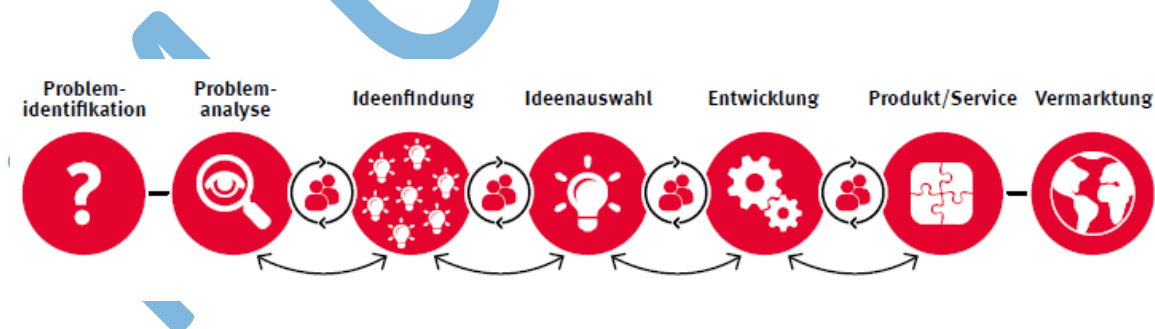 Problem-
identifikation
Problem-
analyse
Ideenfindung
Ideenauswahl
Entwicklung
Produkt/Service
Vermarktung
?